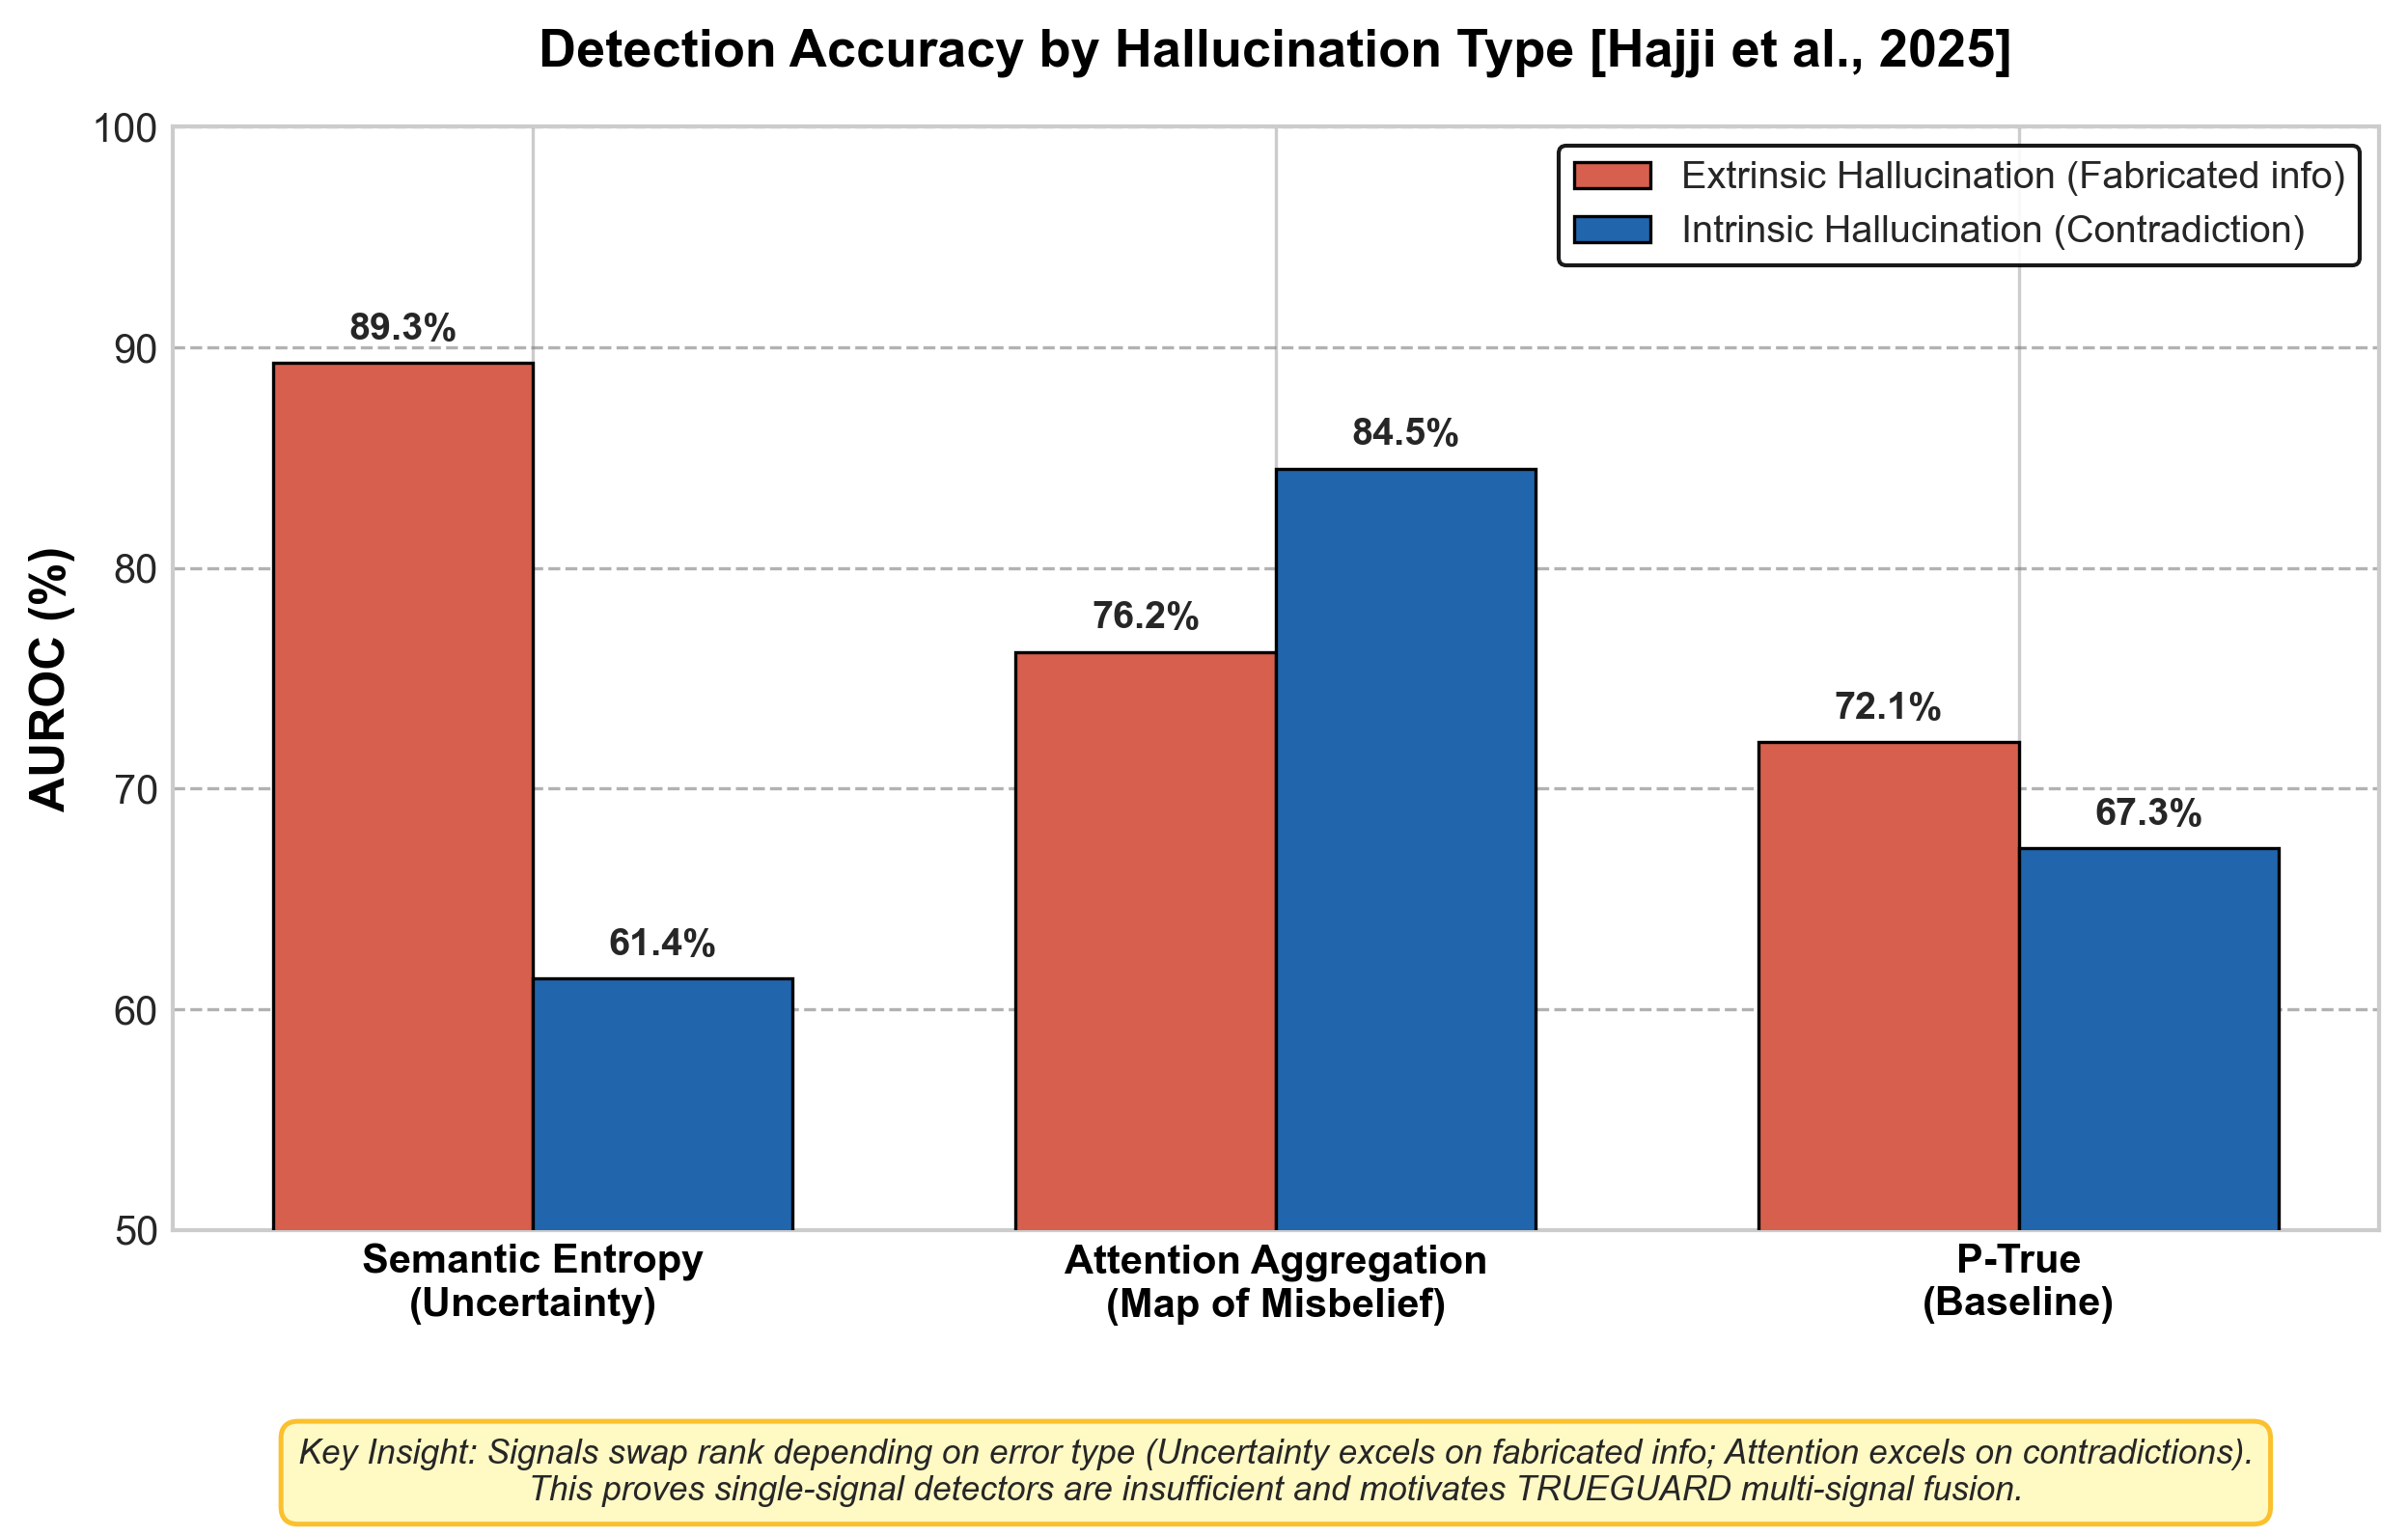 Detection Accuracy by Hallucination Type [Hajji et al., 2025]
100
90
80
70
60
50
AUROC (%)
Extrinsic Hallucination (Fabricated info)
Intrinsic Hallucination (Contradiction)
89.3%
61.4%
76.2%
84.5%
72.1%
67.3%
Semantic Entropy
(Uncertainty)
Attention Aggregation
(Map of Misbelief)
P-True
(Baseline)
Key Insight: Signals swap rank depending on error type (Uncertainty excels on fabricated info; Attention excels on contradictions).
This proves single-signal detectors are insufficient and motivates TRUEGUARD multi-signal fusion.